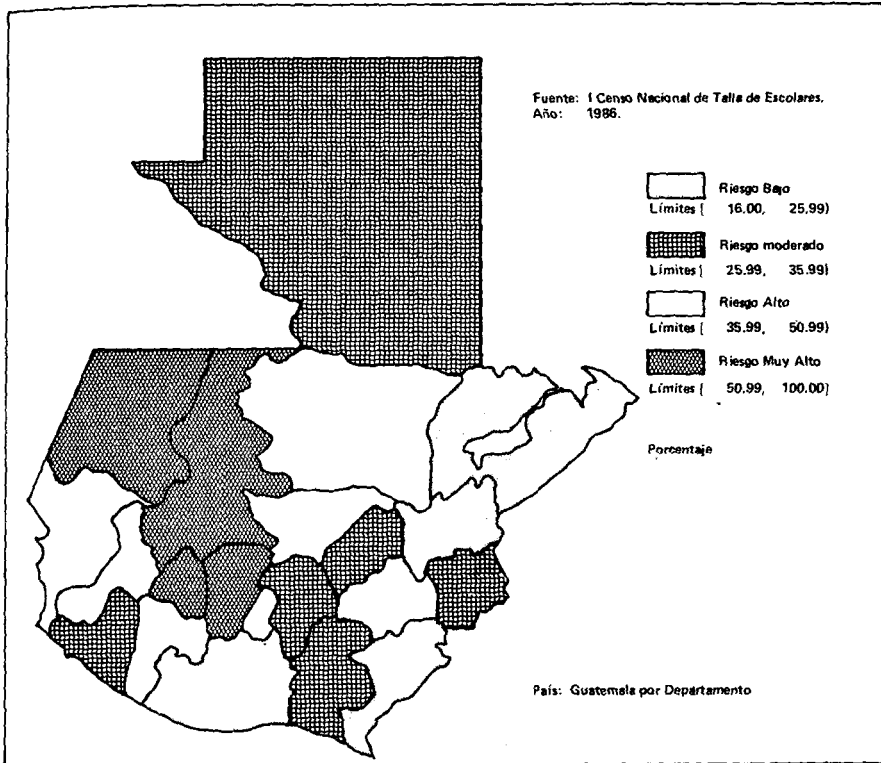 Fuente: I Censo Nacional de Talla de Escolares.
Año: 1986.
Riesgo Bajo
Límites ( 16.00, 25.99)
Riesgo moderado
Límites ( 25.99, 35.99)
Riesgo Alto
Límites ( 35.99, 50.99)
Riesgo Muy Alto
Límites ( 50.99, 100.00)
Porcentaje
País: Guatemala por Departamento